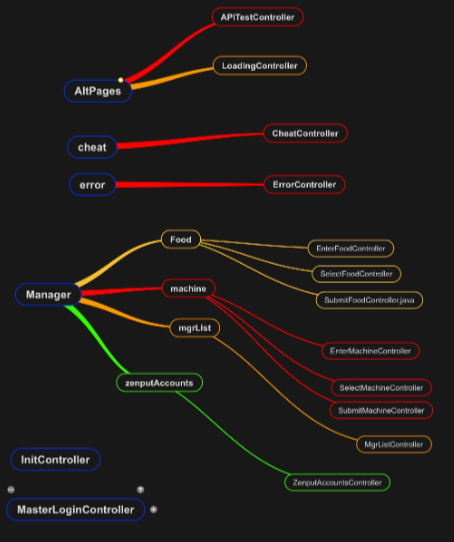 APITestController
LoadingController
AltPages
CheatController
cheat
error
ErrorController
Food
EnterFoodController
SelectFoodController
SubmitFoodController.java
Manager
machine
mgrList
EnterMachineController
zenputAccounts
SelectMachineController
SubmitMachineController
MgrListController
InitController
ZenputAccountsController
MasterLoginController